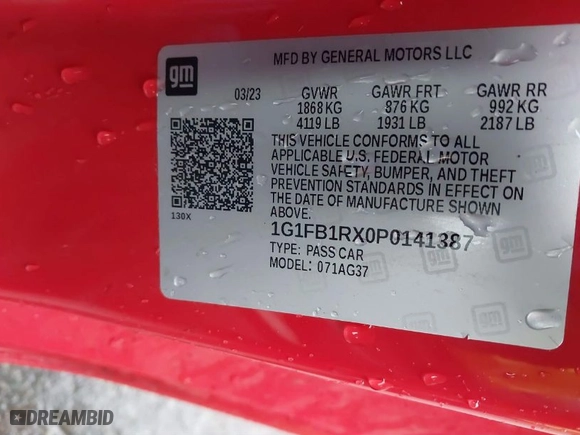 gm
MFD BY GENERAL MOTORS LLC
03/23 GVWR GAWR FRT GAWR RR
1868 KG 876 KG 992 KG
4119 LB 1931 LB 2187 LB
THIS VEHICLE CONFORMS TO ALL
APPLICABLE U.S. FEDERAL MOTOR
VEHICLE SAFETY, BUMPER, AND THEFT
PREVENTION STANDARDS IN EFFECT ON
THE DATE OF MANUFACTURE SHOWN
ABOVE.
130X
1G1FB1RX0P0141387
TYPE: PASS CAR
MODEL: 071AG37
DREAMBID